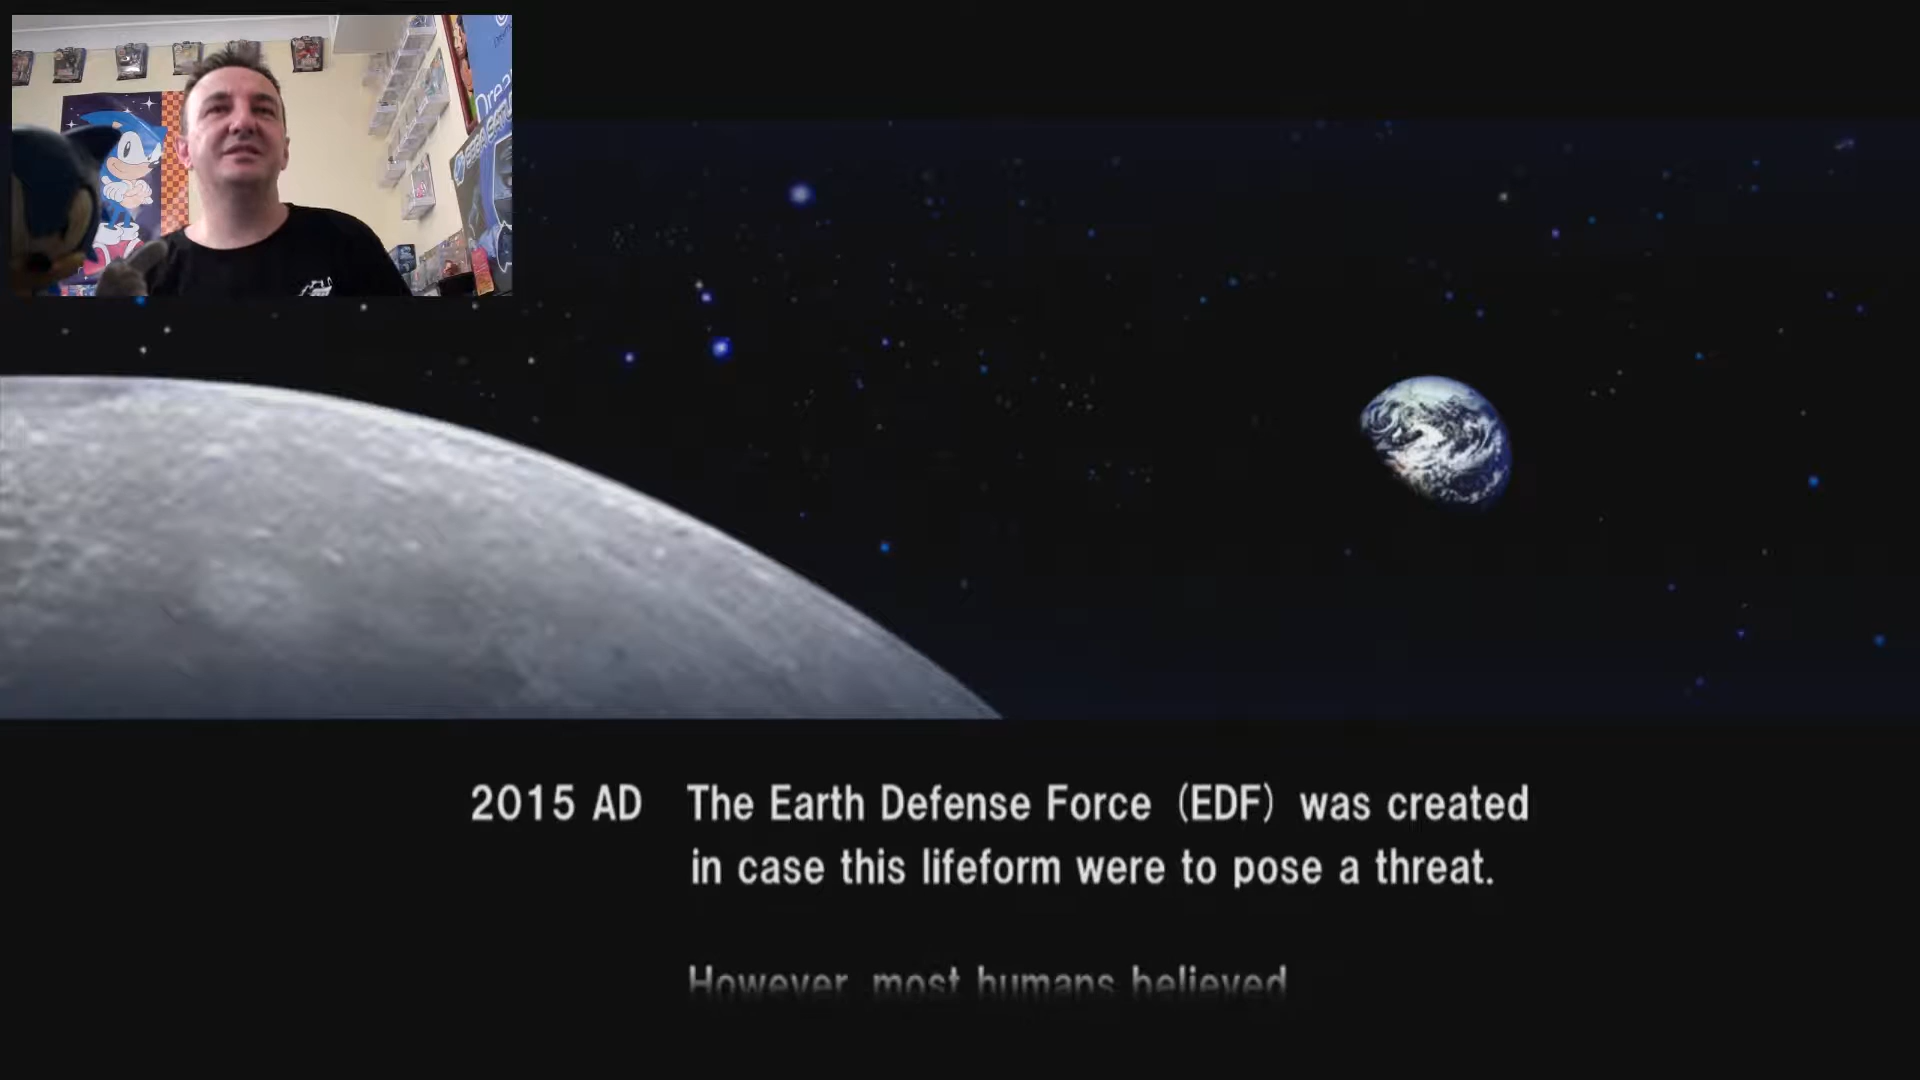 2015 AD The Earth Defense Force (EDF) was created
in case this lifeform were to pose a threat.
However, most humans believed